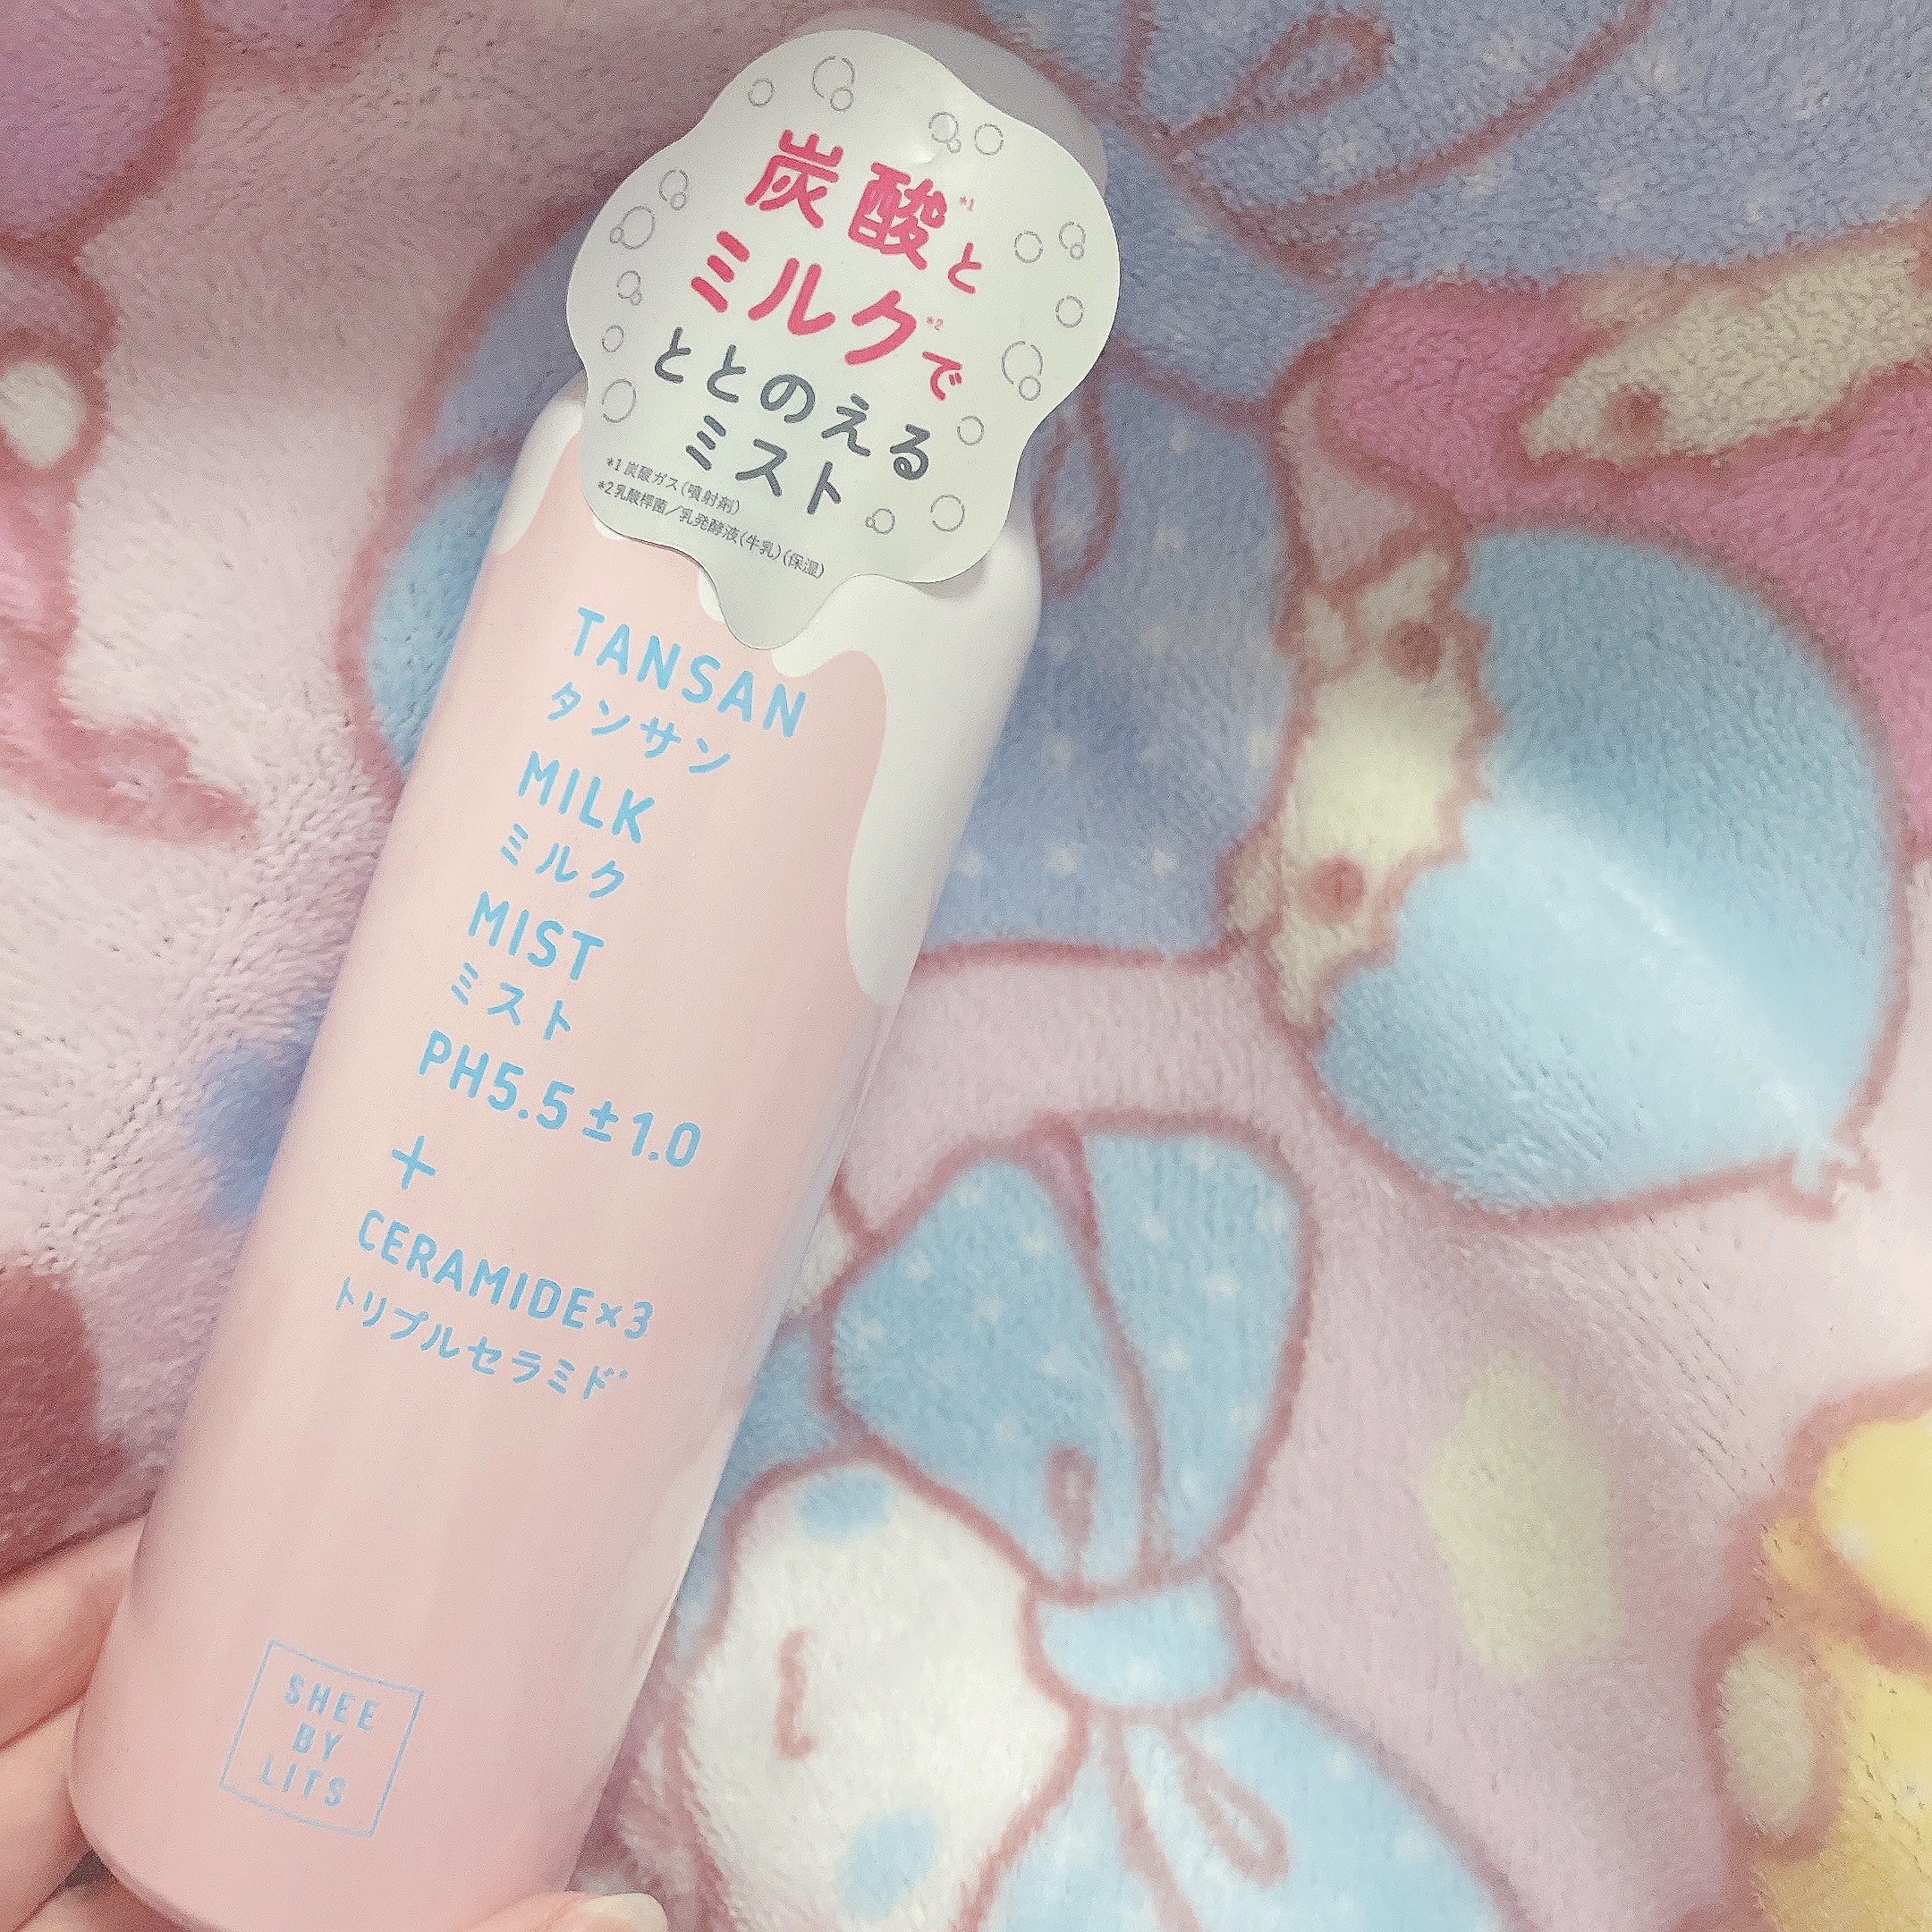 炭酸*1と
ミルク*2で
ととのえる
ミスト
*1 炭酸ガス(噴射剤)
*2 乳酸桿菌／乳発酵液(牛乳)(保湿)
TANSAN
タンサン
MILK
ミルク
MIST
ミスト
PH5.5±1.0
+
CERAMIDE×3
トリプルセラミド
SHEE
BY
LITS